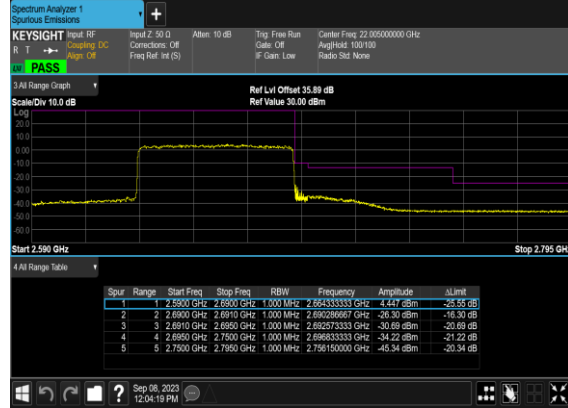 Spectrum Analyzer 1
Spurious Emissions
KEYSIGHT Input: RF Input Z: 50 Ω Atten: 10 dB Trig: Free Run Center Freq: 22.005000000 GHz
R T Coupling: DC Corrections: Off Gate: Off Avg|Hold: 100/100
Align: Off Freq Ref: Int (S) IF Gain: Low Radio Std: None
PASS
3 All Range Graph
Ref Lvl Offset 35.89 dB
Scale/Div 10.0 dB Ref Value 30.00 dBm
Log
20.0
10.0
0.00
-10.0
-20.0
-30.0
-40.0
-50.0
-60.0
Start 2.590 GHz Stop 2.795 GHz
4 All Range Table
Spur Range Start Freq Stop Freq RBW Frequency Amplitude ΔLimit
1 1 2.5900 GHz 2.6900 GHz 1.000 MHz 2.664333333 GHz 4.447 dBm -25.55 dB
2 2 2.6900 GHz 2.6910 GHz 1.000 MHz 2.690286667 GHz -26.30 dBm -16.30 dB
3 3 2.6910 GHz 2.6950 GHz 1.000 MHz 2.692573333 GHz -30.69 dBm -20.69 dB
4 4 2.6950 GHz 2.7500 GHz 1.000 MHz 2.696833333 GHz -34.22 dBm -21.22 dB
5 5 2.7500 GHz 2.7950 GHz 1.000 MHz 2.756150000 GHz -45.34 dBm -20.34 dB
Sep 08, 2023
12:04:19 PM